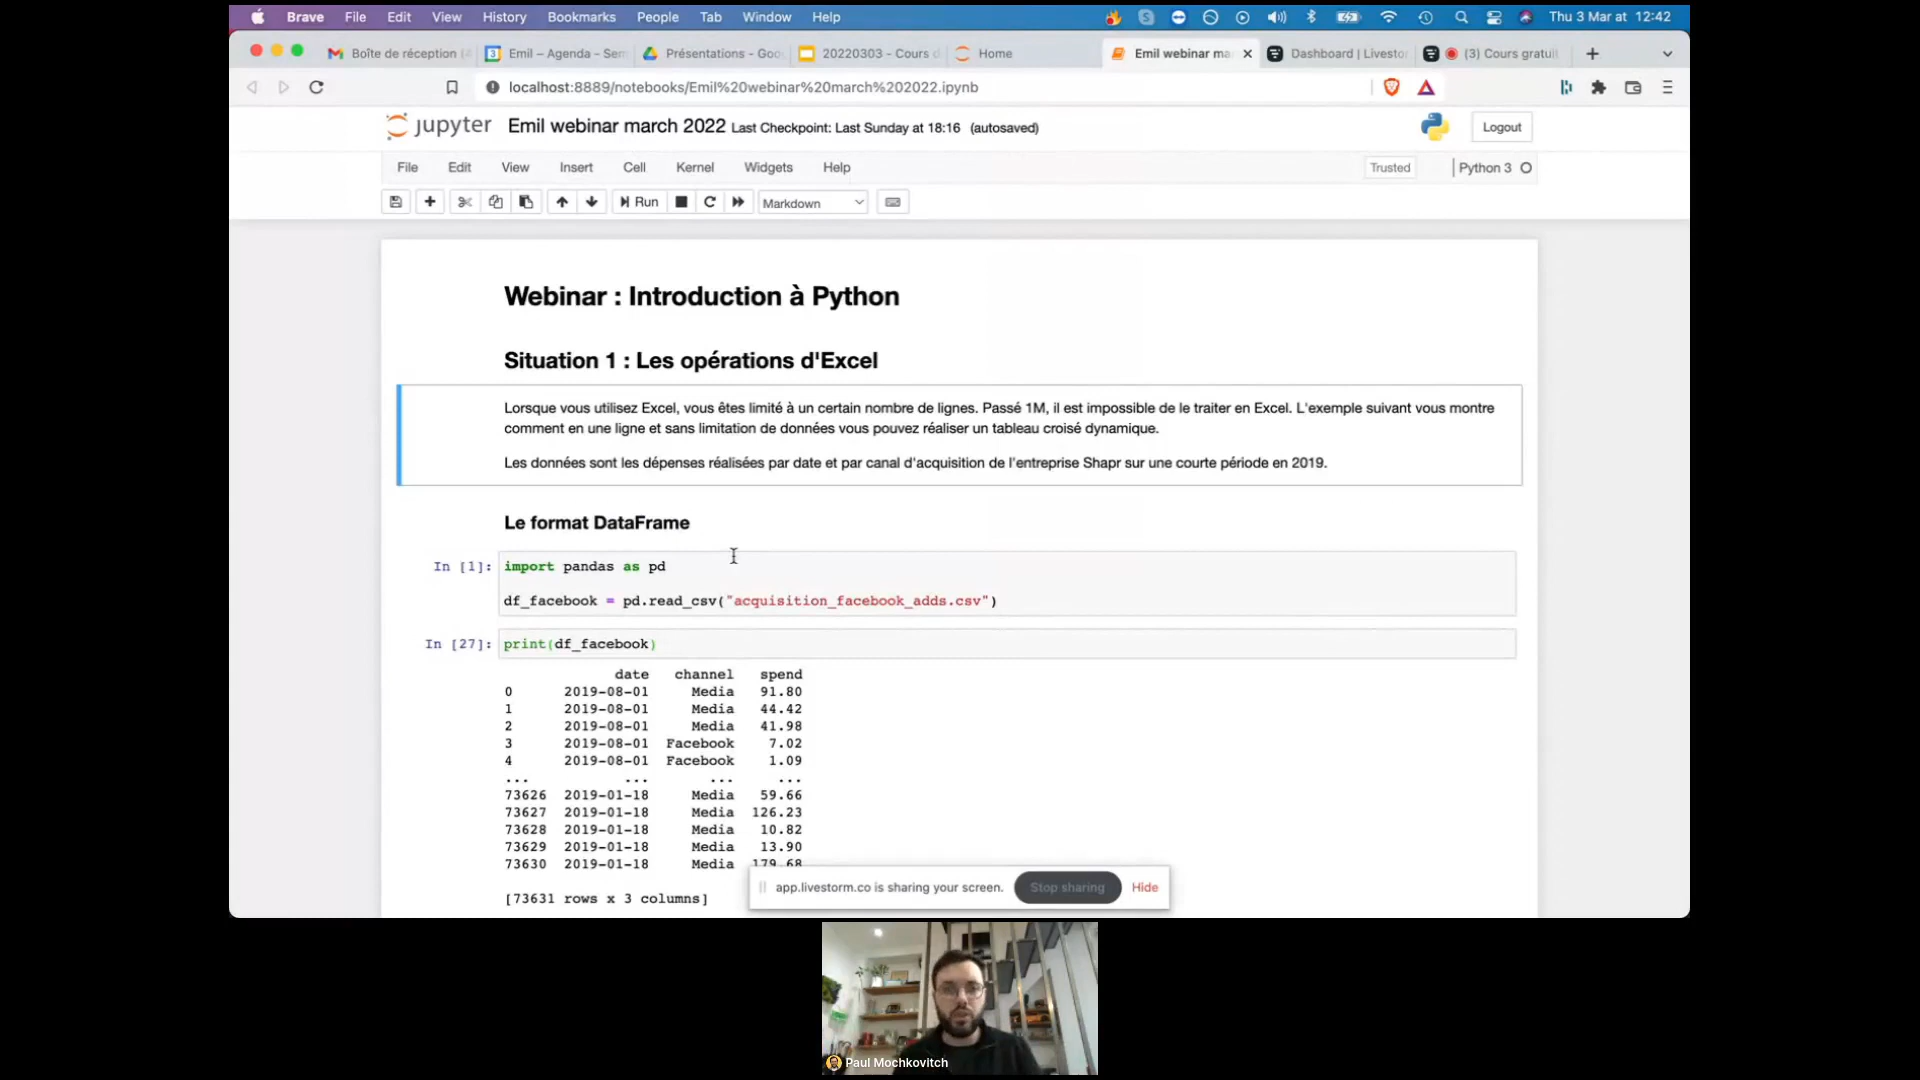 Brave File Edit View History Bookmarks People Tab Window Help Thu 3 Mar at 12:42
Boîte de réception ( Emil – Agenda - Sem Présentations - Goo 20220303 - Cours d Home Emil webinar ma Dashboard | Livesto (3) Cours gratuit
localhost:8889/notebooks/Emil%20webinar%20march%202022.ipynb
jupyter Emil webinar march 2022 Last Checkpoint: Last Sunday at 18:16 (autosaved) Logout
File Edit View Insert Cell Kernel Widgets Help Trusted Python 3
Run Markdown
Webinar : Introduction à Python
Situation 1 : Les opérations d'Excel
Lorsque vous utilisez Excel, vous êtes limité à un certain nombre de lignes. Passé 1M, il est impossible de le traiter en Excel. L'exemple suivant vous montre
comment en une ligne et sans limitation de données vous pouvez réaliser un tableau croisé dynamique.
Les données sont les dépenses réalisées par date et par canal d'acquisition de l'entreprise Shapr sur une courte période en 2019.
Le format DataFrame
In [1]: import pandas as pd
df_facebook = pd.read_csv("acquisition_facebook_adds.csv")
In [27]: print(df_facebook)
date channel spend
0 2019-08-01 Media 91.80
1 2019-08-01 Media 44.42
2 2019-08-01 Media 41.98
3 2019-08-01 Facebook 7.02
4 2019-08-01 Facebook 1.09
... ... ... ...
73626 2019-01-18 Media 59.66
73627 2019-01-18 Media 126.23
73628 2019-01-18 Media 10.82
73629 2019-01-18 Media 13.90
73630 2019-01-18 Media 179.68
app.livestorm.co is sharing your screen. Stop sharing Hide
[73631 rows x 3 columns]
Paul Mochkovitch